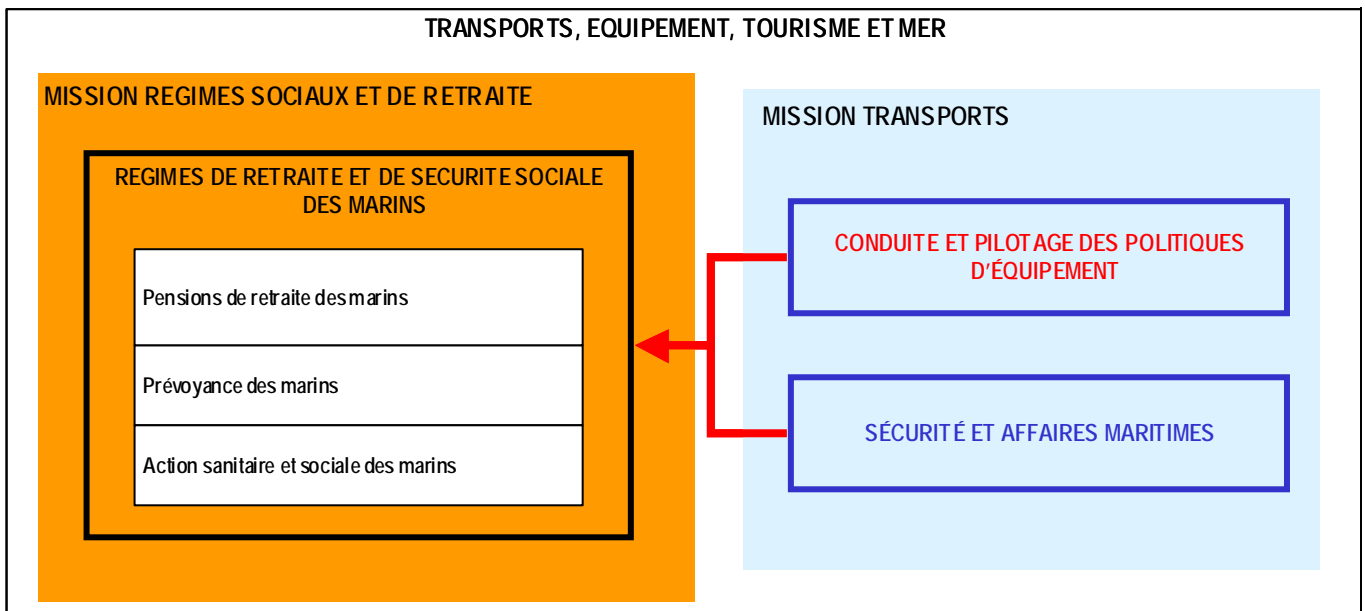 TRANSPORTS, EQUIPEMENT, TOURISME ET MER
MISSION REGIMES SOCIAUX ET DE RETRAITE
REGIMES DE RETRAITE ET DE SECURITE SOCIALE
DES MARINS
Pensions de retraite des marins
Prévoyance des marins
Action sanitaire et sociale des marins
MISSION TRANSPORTS
CONDUITE ET PILOTAGE DES POLITIQUES
D'ÉQUIPEMENT
SÉCURITÉ ET AFFAIRES MARITIMES